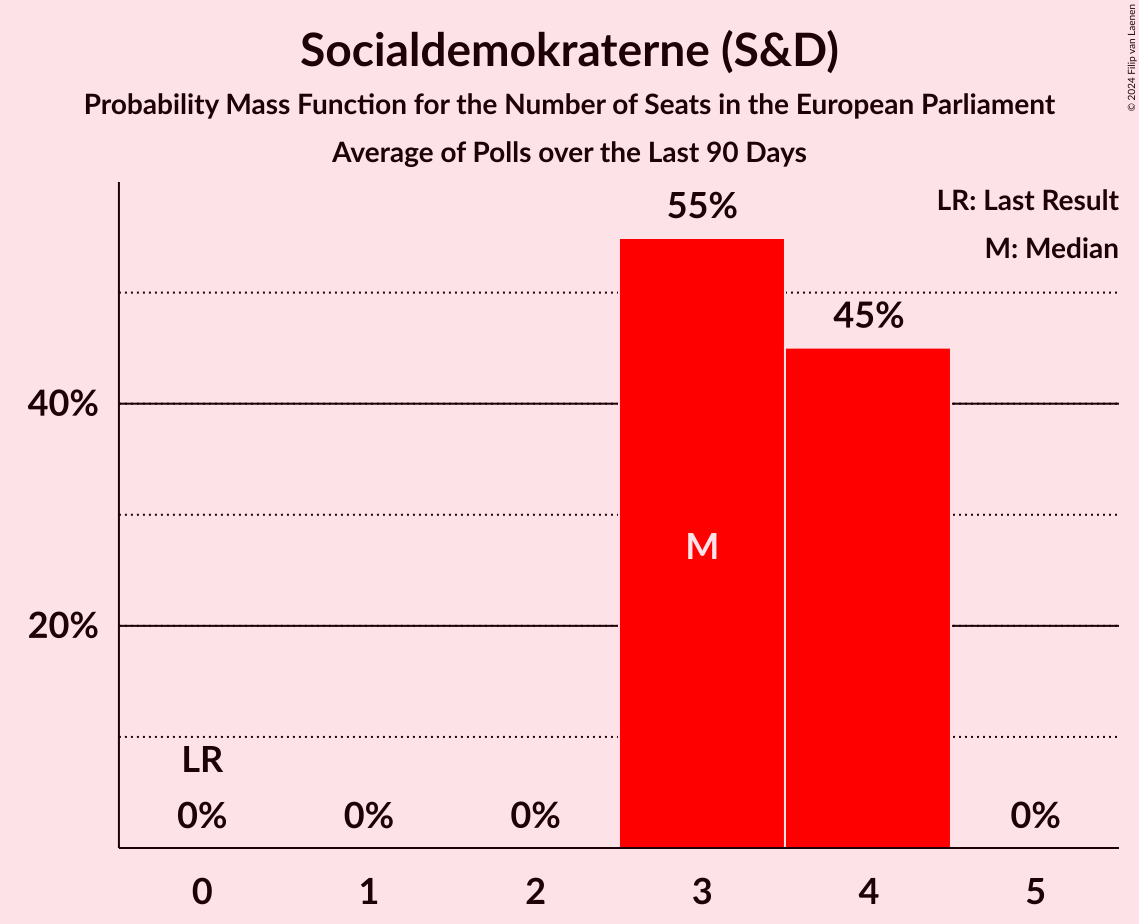 Socialdemokraterne (S&D)
Probability Mass Function for the Number of Seats in the European Parliament
Average of Polls over the Last 90 Days
© 2024 Filip van Laenen
LR: Last Result
M: Median
55%
45%
40%
M
20%
LR
0%
0%
0%
0%
0
1
2
3
4
5